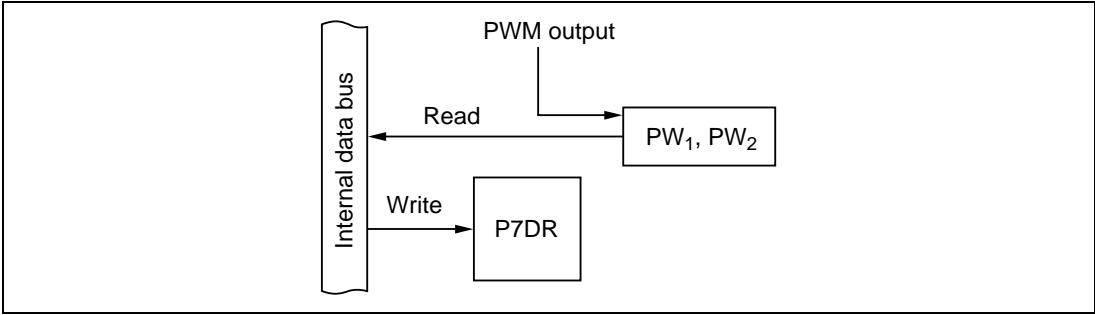 PWM output
Internal data bus
Read
PW₁, PW₂
Write
P7DR